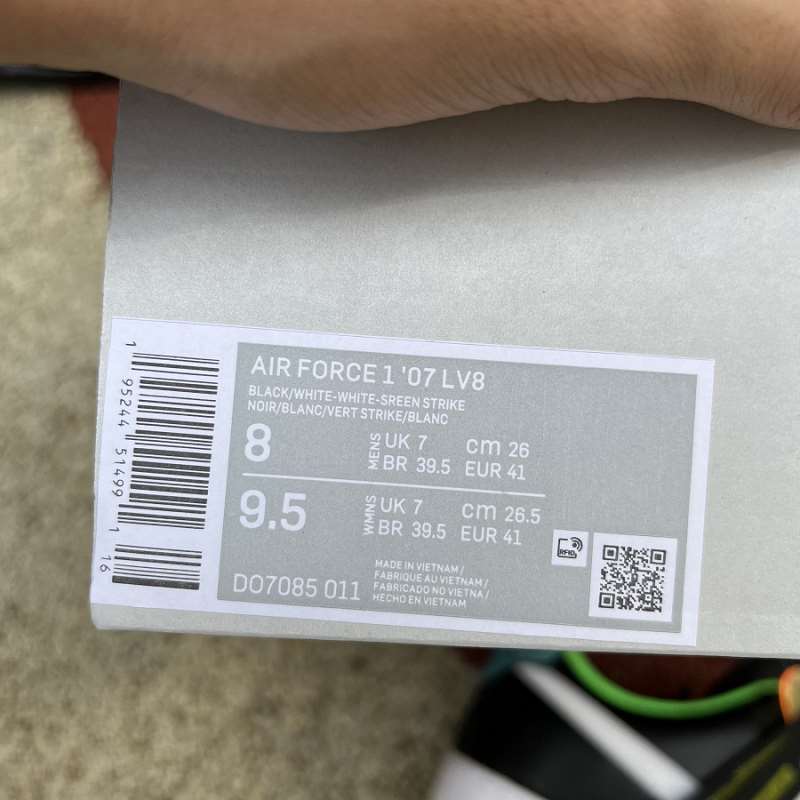 AIR FORCE 1 '07 LV8
BLACK/WHITE-WHITE-SREEN STRIKE
NOIR/BLANC/VERT STRIKE/BLANC
8 MENS UK 7 cm 26
BR 39.5 EUR 41
9.5 WMNS UK 7 cm 26.5
BR 39.5 EUR 41
RFID
DO7085 011
MADE IN VIETNAM/
FABRIQUE AU VIETNAM/
FABRICADO NO VIETNA/
HECHO EN VIETNAM
1 95244 51499 1 16